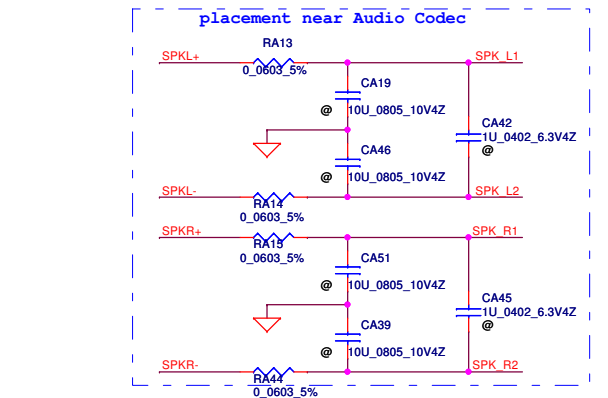 placement near Audio Codec
RA13
SPKL+
SPK_L1
0_0603_5%
CA19
@
10U_0805_10V4Z
CA42
1U_0402_6.3V4Z
@
CA46
@
10U_0805_10V4Z
SPKL-
SPK_L2
RA14
0_0603_5%
SPKR+
SPK_R1
RA15
0_0603_5%
CA51
@
10U_0805_10V4Z
CA45
1U_0402_6.3V4Z
@
CA39
@
10U_0805_10V4Z
SPKR-
SPK_R2
RA44
0_0603_5%